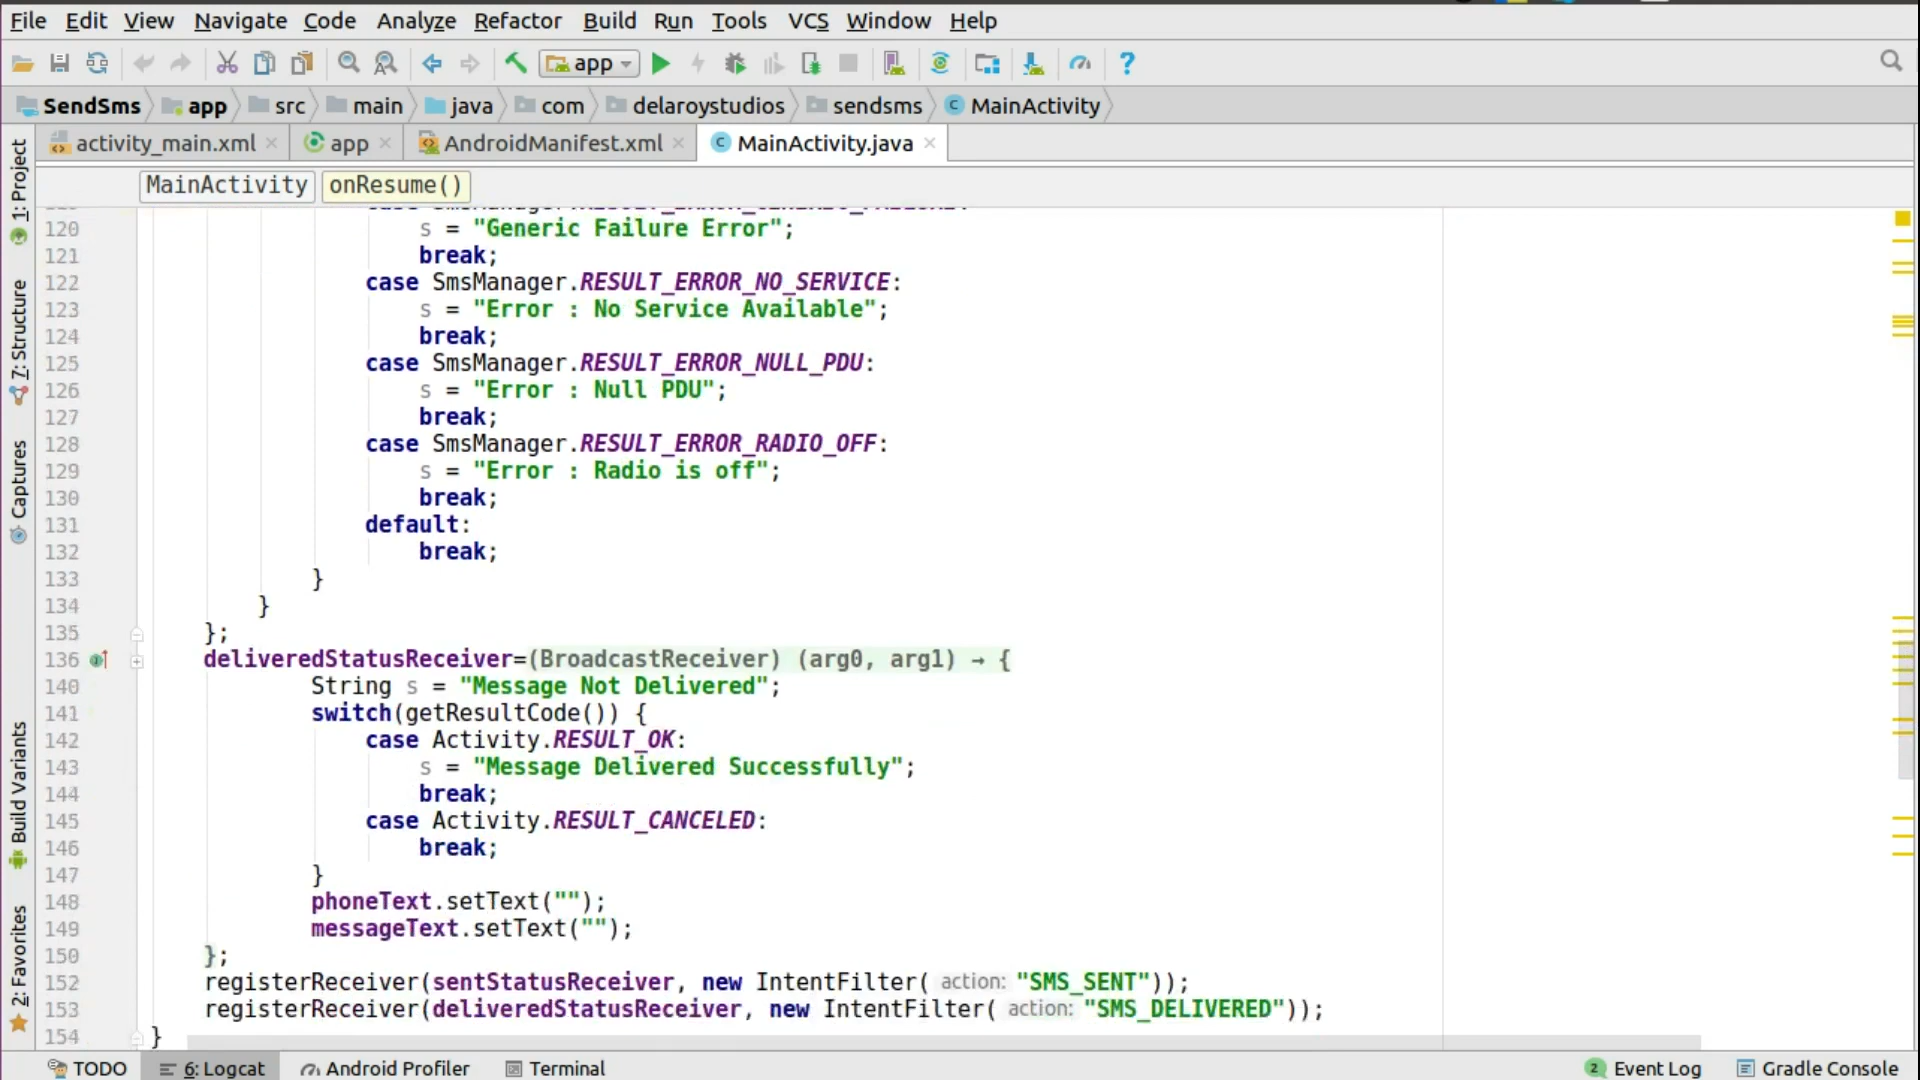 File Edit View Navigate Code Analyze Refactor Build Run Tools VCS Window Help
app
SendSms app src main java com delaroystudios sendsms MainActivity
activity_main.xml app AndroidManifest.xml MainActivity.java
MainActivity onResume()
120 s = "Generic Failure Error";
121 break;
122 case SmsManager.RESULT_ERROR_NO_SERVICE:
123 s = "Error : No Service Available";
124 break;
125 case SmsManager.RESULT_ERROR_NULL_PDU:
126 s = "Error : Null PDU";
127 break;
128 case SmsManager.RESULT_ERROR_RADIO_OFF:
129 s = "Error : Radio is off";
130 break;
131 default:
132 break;
133 }
134 }
135 };
136 deliveredStatusReceiver=(BroadcastReceiver) (arg0, arg1) → {
140 String s = "Message Not Delivered";
141 switch(getResultCode()) {
142 case Activity.RESULT_OK:
143 s = "Message Delivered Successfully";
144 break;
145 case Activity.RESULT_CANCELED:
146 break;
147 }
148 phoneText.setText("");
149 messageText.setText("");
150 };
152 registerReceiver(sentStatusReceiver, new IntentFilter( action: "SMS_SENT"));
153 registerReceiver(deliveredStatusReceiver, new IntentFilter( action: "SMS_DELIVERED"));
154 }
1: Project
7: Structure
Captures
Build Variants
2: Favorites
TODO 6: Logcat Android Profiler Terminal 2 Event Log Gradle Console